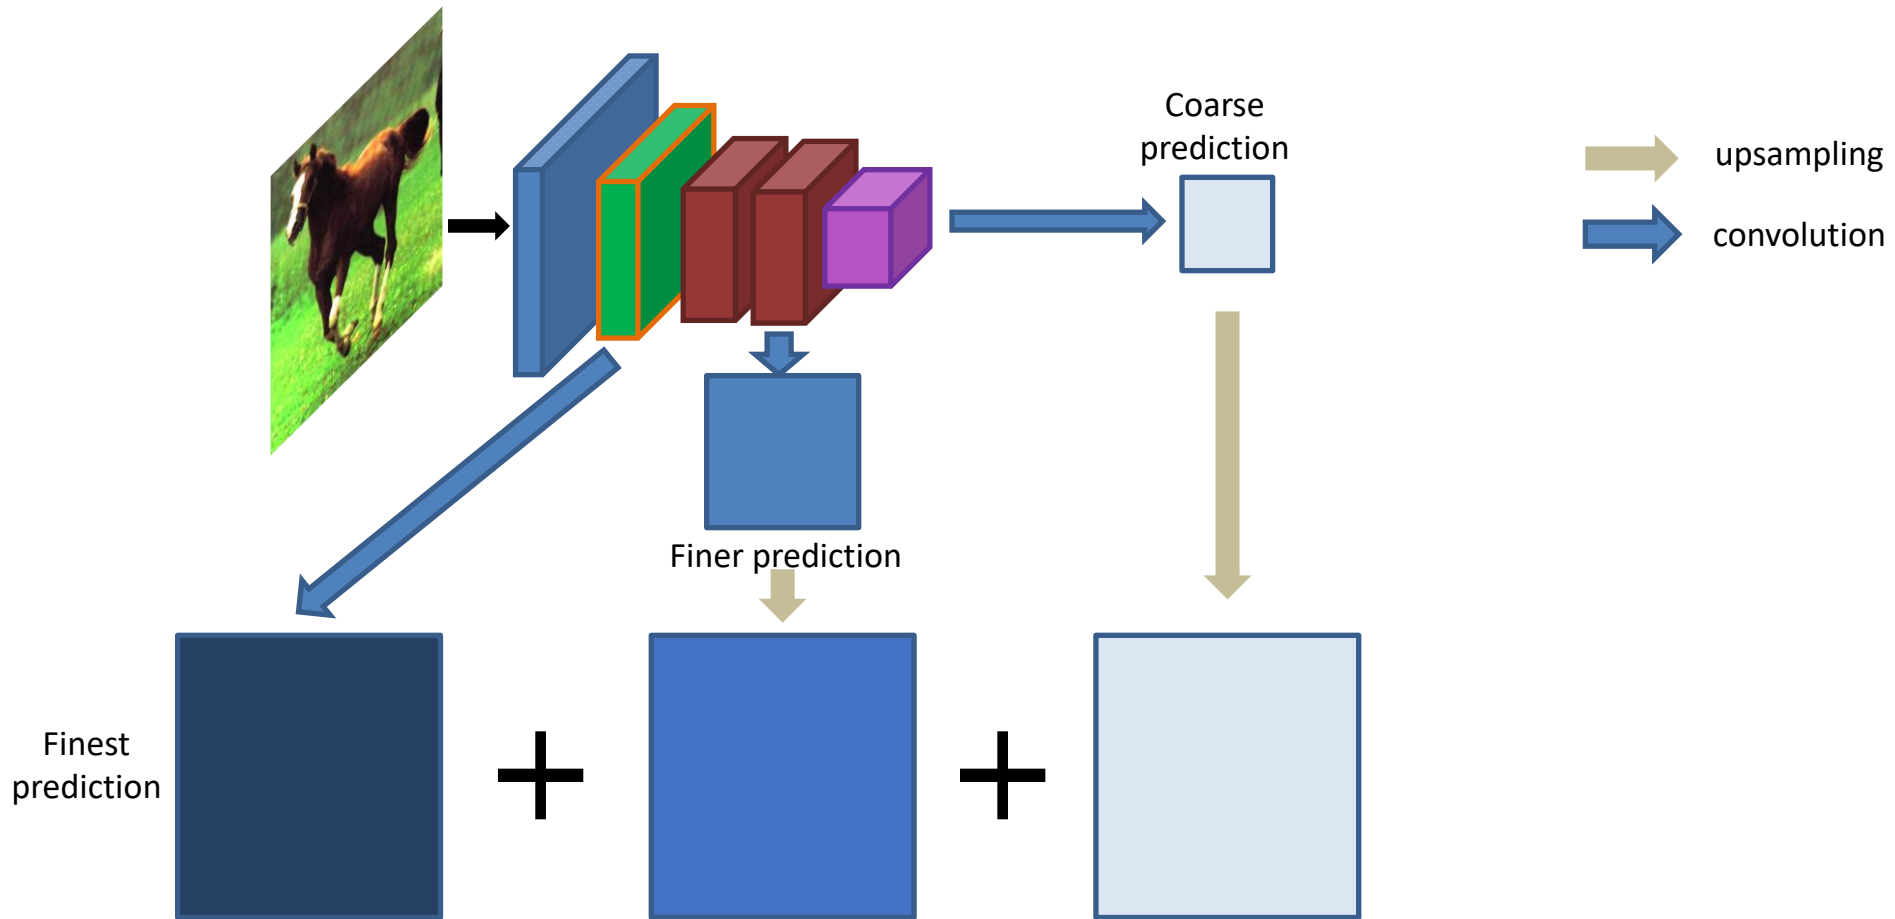 Coarse
prediction
upsampling
convolution
Finer prediction
Finest
prediction